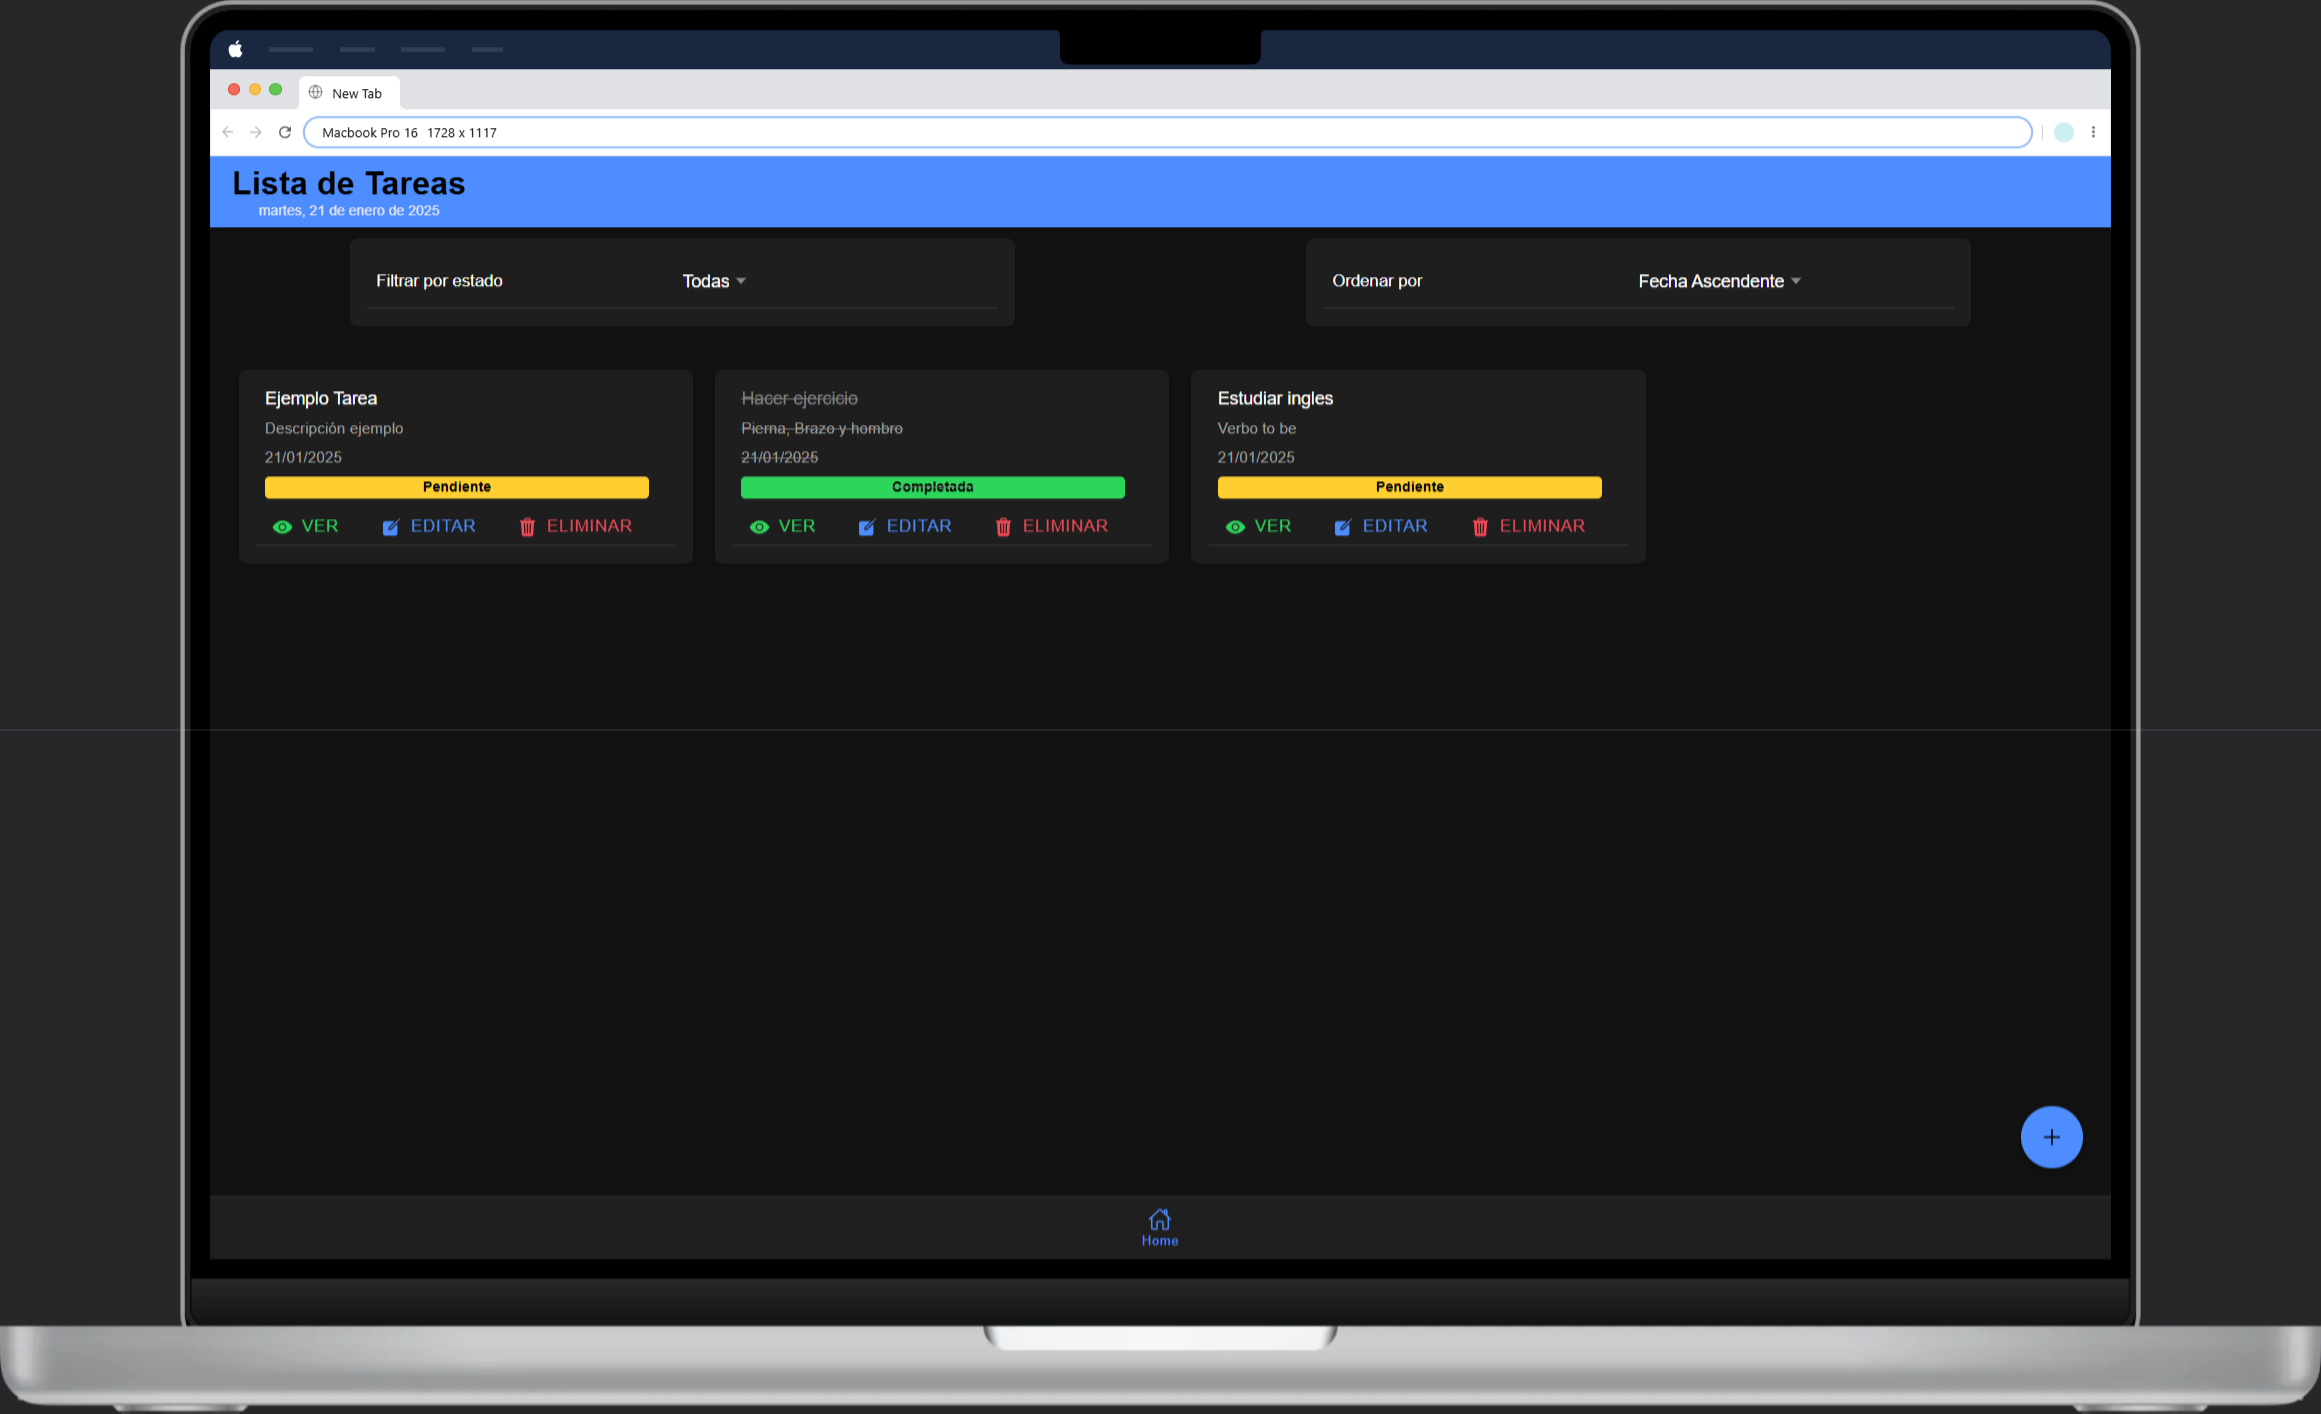 New Tab
Macbook Pro 16 1728 x 1117
Lista de Tareas
martes, 21 de enero de 2025
Filtrar por estado Todas
Ordenar por Fecha Ascendente
Ejemplo Tarea
Descripción ejemplo
21/01/2025
Pendiente
VER EDITAR ELIMINAR
Hacer ejercicio
Pierna, Brazo y hombro
21/01/2025
Completada
VER EDITAR ELIMINAR
Estudiar ingles
Verbo to be
21/01/2025
Pendiente
VER EDITAR ELIMINAR
Home